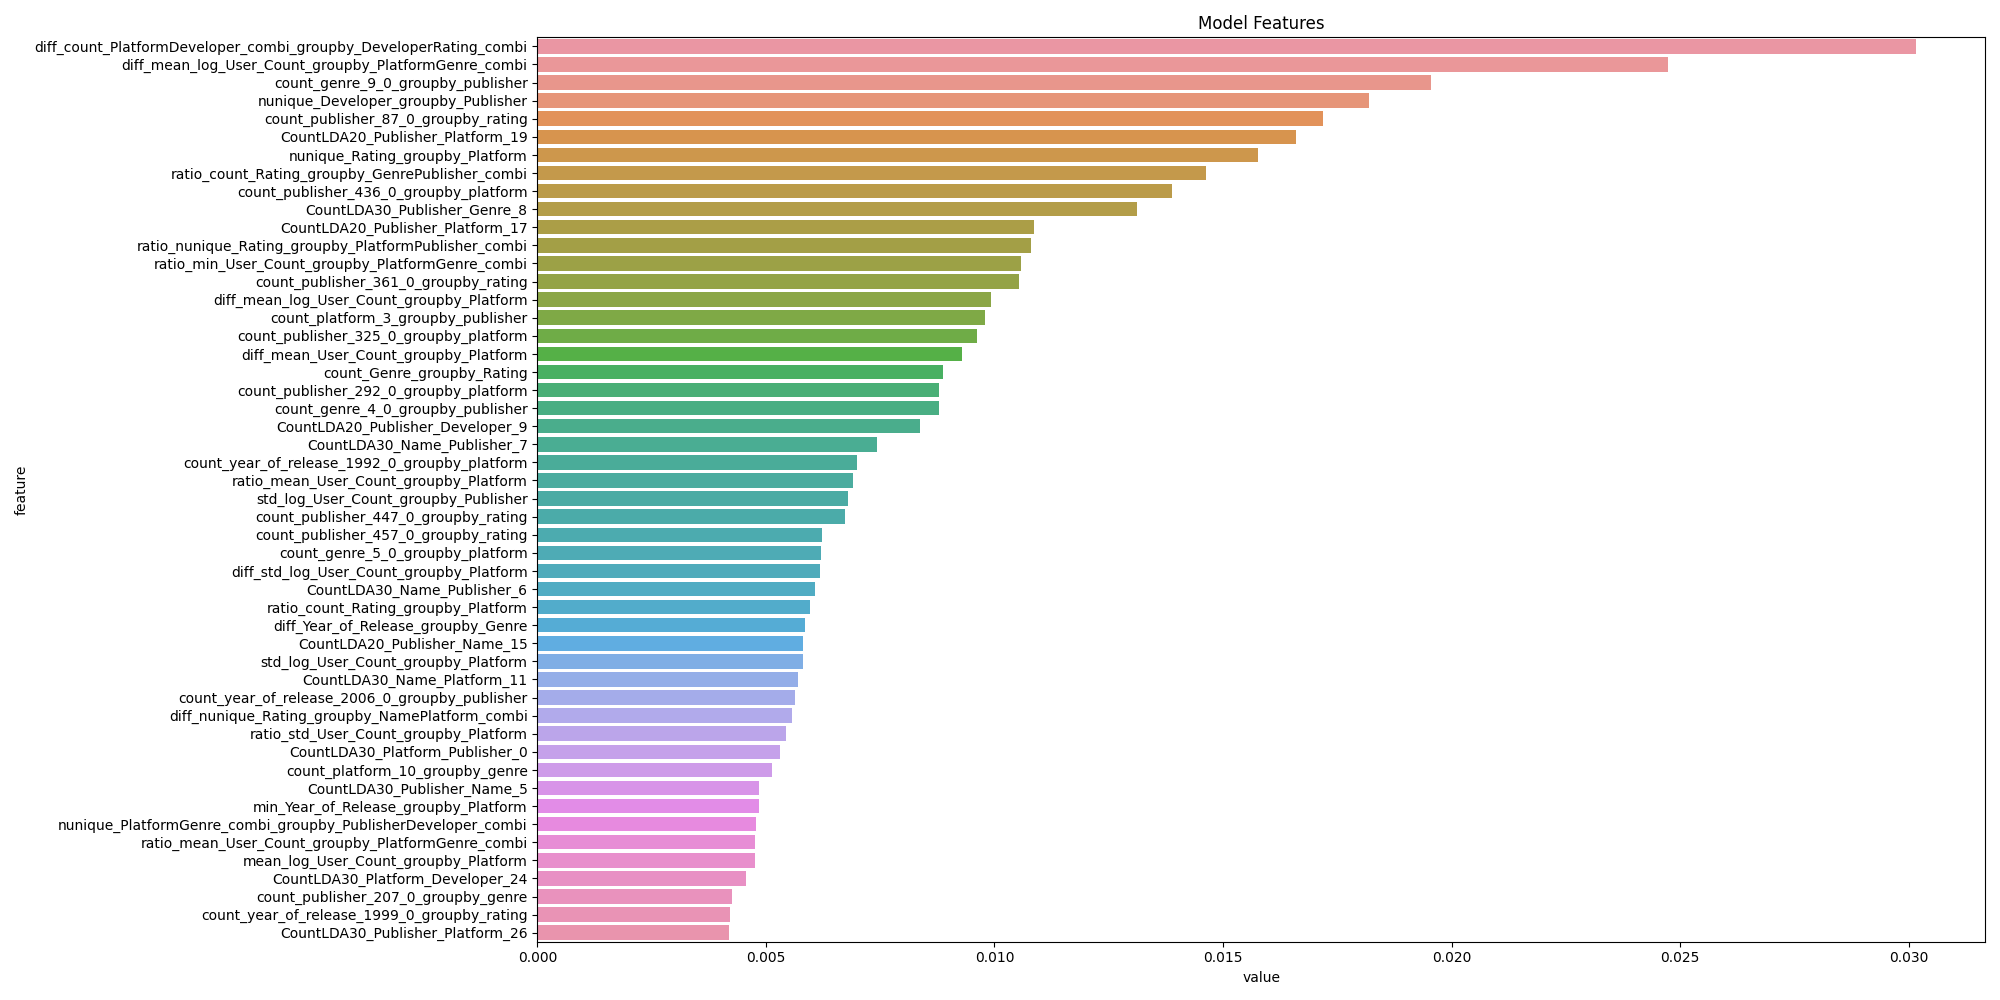 Model Features
diff_count_PlatformDeveloper_combi_groupby_DeveloperRating_combi
diff_mean_log_User_Count_groupby_PlatformGenre_combi
count_genre_9_0_groupby_publisher
nunique_Developer_groupby_Publisher
count_publisher_87_0_groupby_rating
CountLDA20_Publisher_Platform_19
nunique_Rating_groupby_Platform
ratio_count_Rating_groupby_GenrePublisher_combi
count_publisher_436_0_groupby_platform
CountLDA30_Publisher_Genre_8
CountLDA20_Publisher_Platform_17
ratio_nunique_Rating_groupby_PlatformPublisher_combi
ratio_min_User_Count_groupby_PlatformGenre_combi
count_publisher_361_0_groupby_rating
diff_mean_log_User_Count_groupby_Platform
count_platform_3_groupby_publisher
count_publisher_325_0_groupby_platform
diff_mean_User_Count_groupby_Platform
count_Genre_groupby_Rating
count_publisher_292_0_groupby_platform
count_genre_4_0_groupby_publisher
CountLDA20_Publisher_Developer_9
CountLDA30_Name_Publisher_7
count_year_of_release_1992_0_groupby_platform
ratio_mean_User_Count_groupby_Platform
std_log_User_Count_groupby_Publisher
count_publisher_447_0_groupby_rating
count_publisher_457_0_groupby_rating
count_genre_5_0_groupby_platform
diff_std_log_User_Count_groupby_Platform
CountLDA30_Name_Publisher_6
ratio_count_Rating_groupby_Platform
diff_Year_of_Release_groupby_Genre
CountLDA20_Publisher_Name_15
std_log_User_Count_groupby_Platform
CountLDA30_Name_Platform_11
count_year_of_release_2006_0_groupby_publisher
diff_nunique_Rating_groupby_NamePlatform_combi
ratio_std_User_Count_groupby_Platform
CountLDA30_Platform_Publisher_0
count_platform_10_groupby_genre
CountLDA30_Publisher_Name_5
min_Year_of_Release_groupby_Platform
nunique_PlatformGenre_combi_groupby_PublisherDeveloper_combi
ratio_mean_User_Count_groupby_PlatformGenre_combi
mean_log_User_Count_groupby_Platform
CountLDA30_Platform_Developer_24
count_publisher_207_0_groupby_genre
count_year_of_release_1999_0_groupby_rating
CountLDA30_Publisher_Platform_26
feature
0.000 0.005 0.010 0.015 0.020 0.025 0.030
value